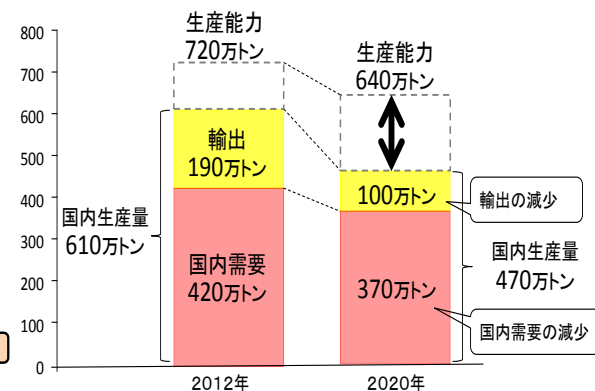 800
700
600
500
400
300
200
100
0
生産能力
720万トン
輸出
190万トン
国内生産量
610万トン
国内需要
420万トン
2012年
生産能力
640万トン
100万トン
輸出の減少
370万トン
国内生産量
470万トン
国内需要の減少
2020年